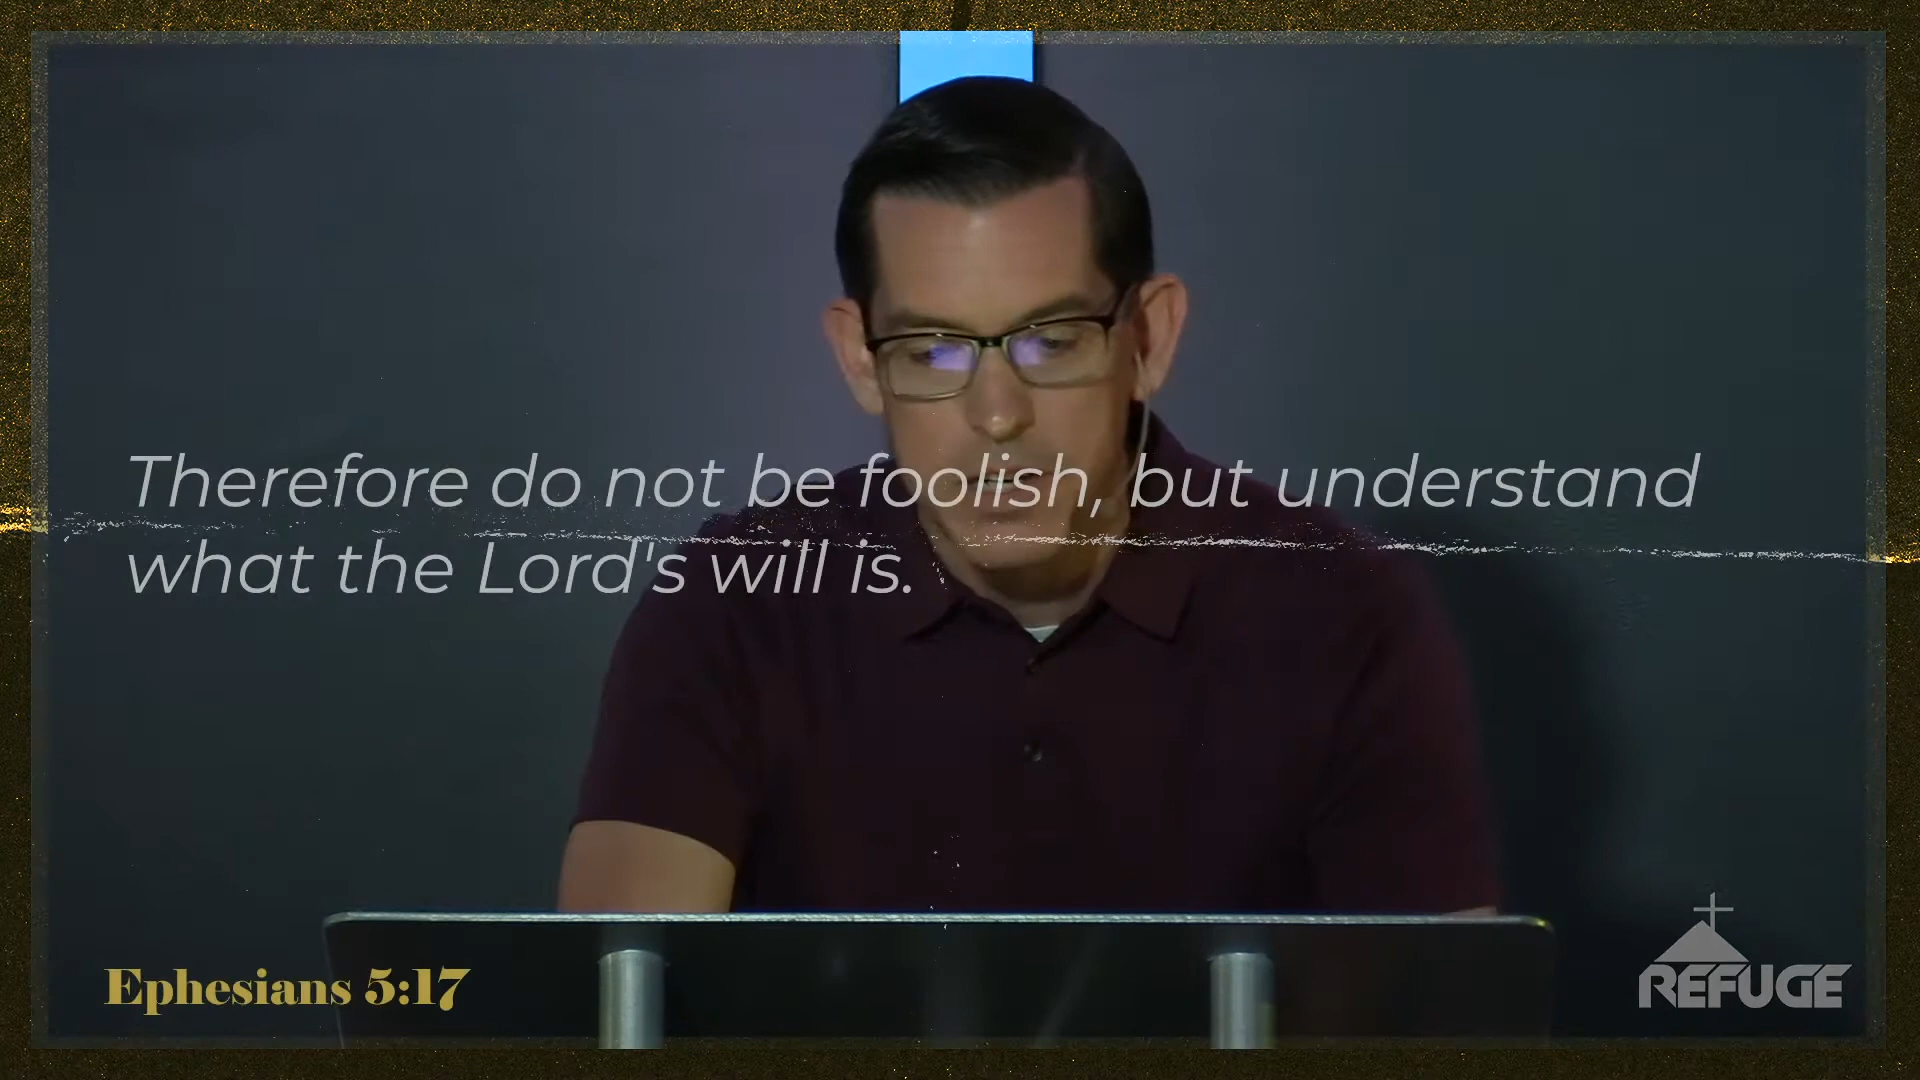 Therefore do not be foolish, but understand
what the Lord's will is.
Ephesians 5:17
REFUGE